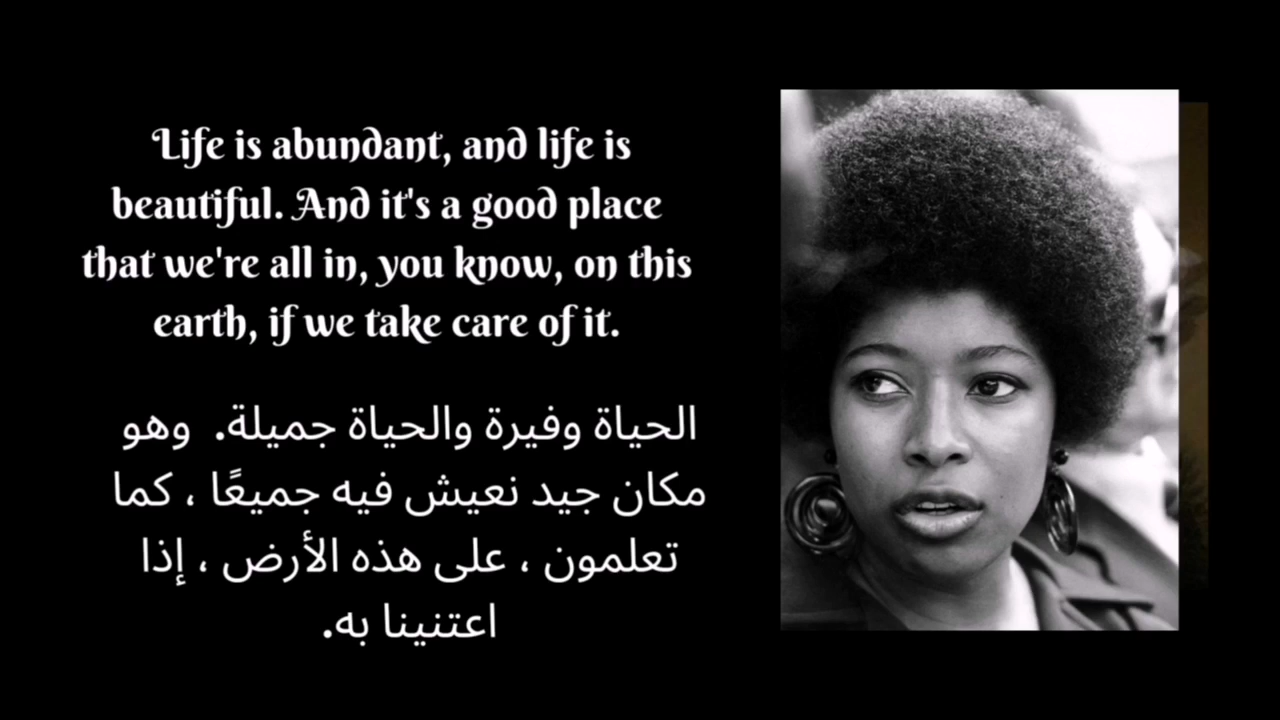 Life is abundant, and life is
beautiful. And it's a good place
that we're all in, you know, on this
earth, if we take care of it.
الحياة وفيرة والحياة جميلة. وهو
مكان جيد نعيش فيه جميعًا ، كما
تعلمون ، على هذه الأرض ، إذا
اعتنينا به.